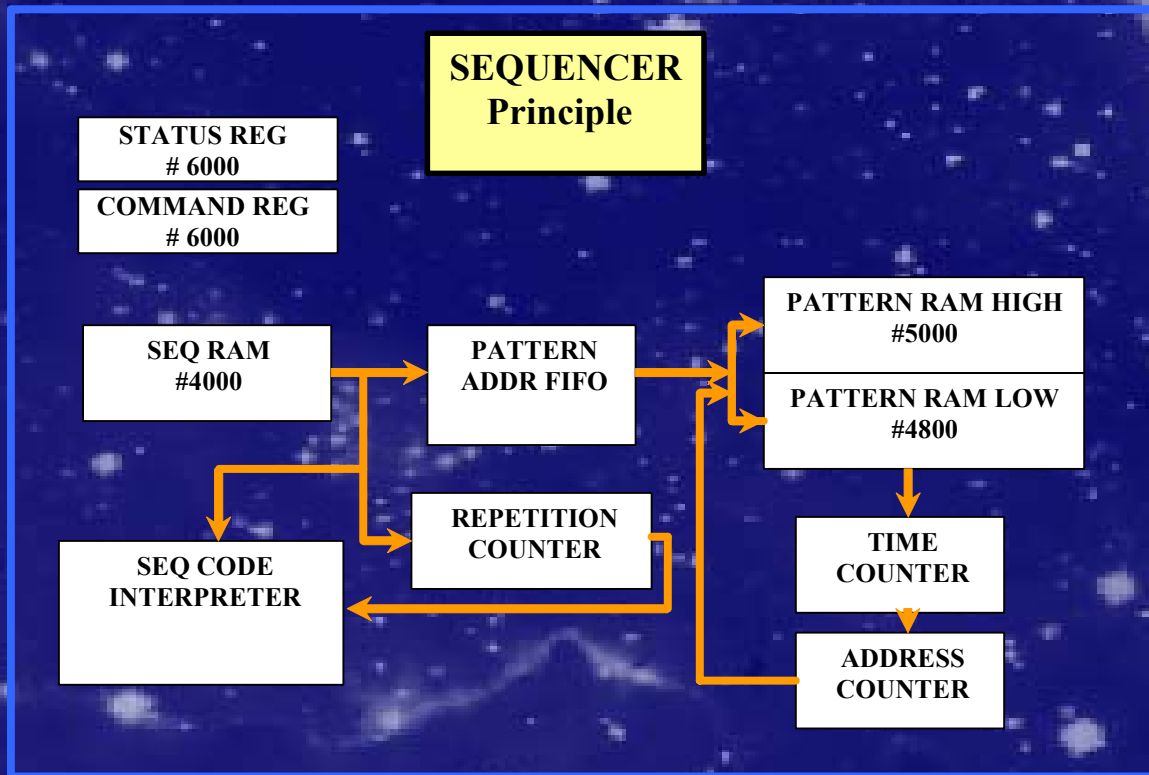 SEQUENCER
Principle
STATUS REG
# 6000
COMMAND REG
# 6000
SEQ RAM
#4000
PATTERN
ADDR FIFO
PATTERN RAM HIGH
#5000
PATTERN RAM LOW
#4800
REPETITION
COUNTER
SEQ CODE
INTERPRETER
TIME
COUNTER
ADDRESS
COUNTER